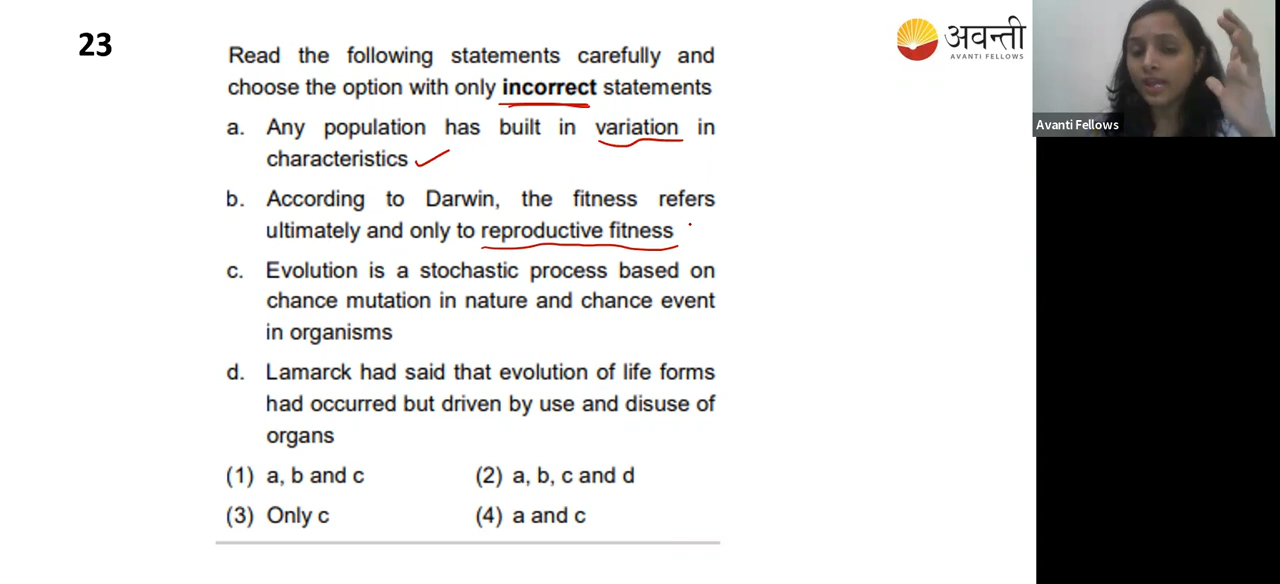 23
अवन्ती
AVANTI FELLOWS
Avanti Fellows
Read the following statements carefully and
choose the option with only incorrect statements
a. Any population has built in variation in
characteristics
b. According to Darwin, the fitness refers
ultimately and only to reproductive fitness
c. Evolution is a stochastic process based on
chance mutation in nature and chance event
in organisms
d. Lamarck had said that evolution of life forms
had occurred but driven by use and disuse of
organs
(1) a, b and c (2) a, b, c and d
(3) Only c (4) a and c